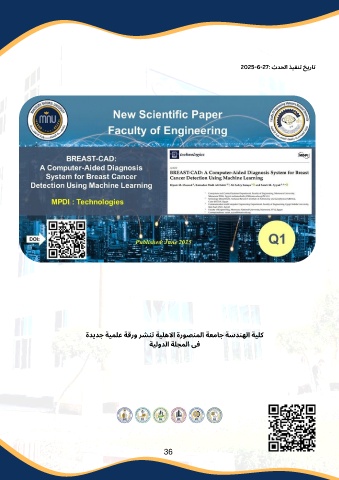 تاريخ تنفيذ الحدث :27-6-2025
MNU
New Scientific Paper
Faculty of Engineering
BREAST-CAD:
A Computer-Aided Diagnosis
System for Breast Cancer
Detection Using Machine Learning
MPDI : Technologies
technologies
MDPI
BREAST-CAD: A Computer-Aided Diagnosis System for Breast
Cancer Detection Using Machine Learning
DOI:
Published: June 2025
Q1
كلية الهندسة جامعة المنصورة الاهلية تنشر ورقة علمية جديدة
فى المجلة الدولية
36